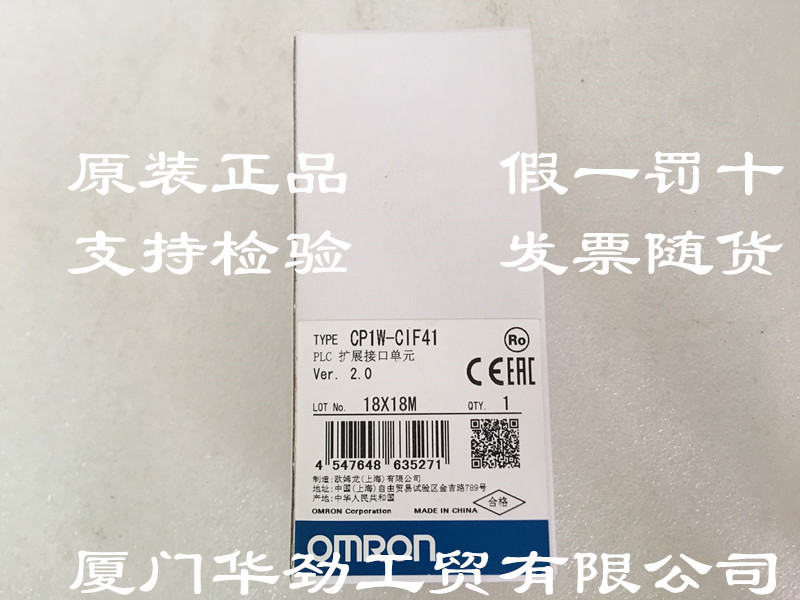 原装正品 假一罚十
支持检验 发票随货
TYPE CP1W-CIF41
Ro
PLC 扩展接口单元
Ver. 2.0
CE EAC
LOT No. 18X18M QTY. 1
4 547648 635271
制造:欧姆龙(上海)有限公司
地址:中国(上海)自由贸易试验区金吉路789号
产地:中华人民共和国
合格
OMRON Corporation MADE IN CHINA
OMRON
厦门华劲工贸有限公司